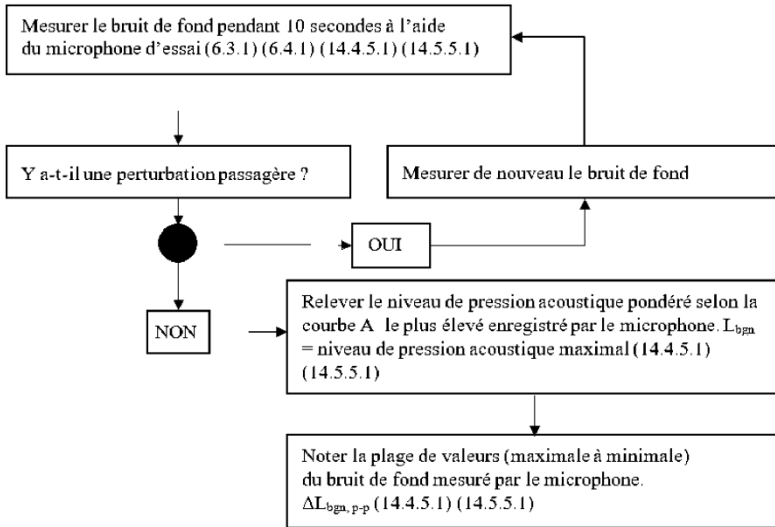 Mesurer le bruit de fond pendant 10 secondes à l’aide
du microphone d’essai (6.3.1) (6.4.1) (14.4.5.1) (14.5.5.1)
Y a-t-il une perturbation passagère ?
Mesurer de nouveau le bruit de fond
OUI
NON
Relever le niveau de pression acoustique pondéré selon la
courbe A le plus élevé enregistré par le microphone. Lbgn
= niveau de pression acoustique maximal (14.4.5.1)
(14.5.5.1)
Noter la plage de valeurs (maximale à minimale)
du bruit de fond mesuré par le microphone.
ΔLbgn, p-p (14.4.5.1) (14.5.5.1)